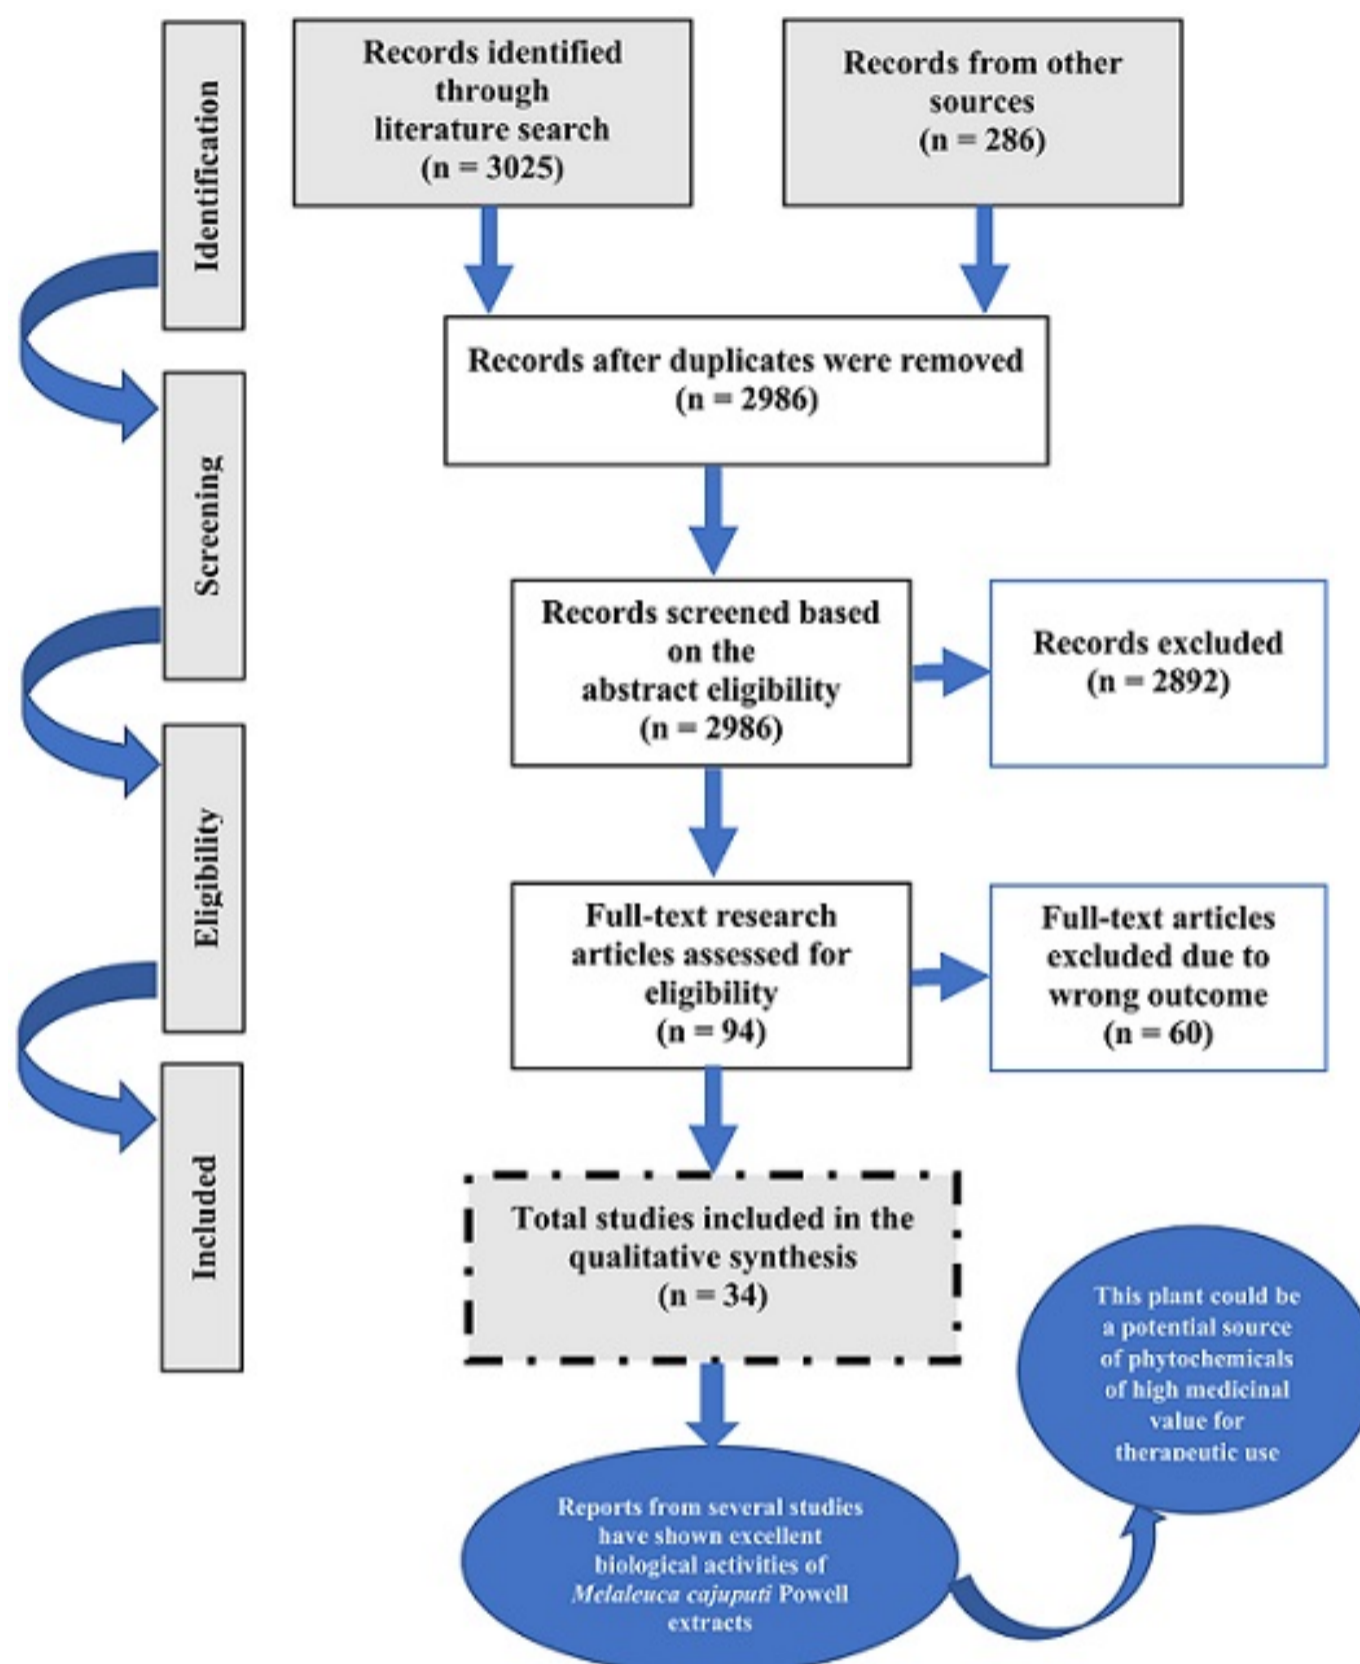 Identification
Records identified
through
literature search
(n = 3025)
Records from other
sources
(n = 286)
Records after duplicates were removed
(n = 2986)
Screening
Records screened based
on the
abstract eligibility
(n = 2986)
Records excluded
(n = 2892)
Eligibility
Full-text research
articles assessed for
eligibility
(n = 94)
Full-text articles
excluded due to
wrong outcome
(n = 60)
Included
Total studies included in the
qualitative synthesis
(n = 34)
Reports from several studies
have shown excellent
biological activities of
Melaleuca cajuputi Powell
extracts
This plant could be
a potential source
of phytochemicals
of high medicinal
value for
therapeutic use